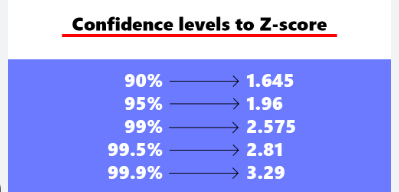 Confidence levels to Z-score
90% → 1.645
95% → 1.96
99% → 2.575
99.5% → 2.81
99.9% → 3.29